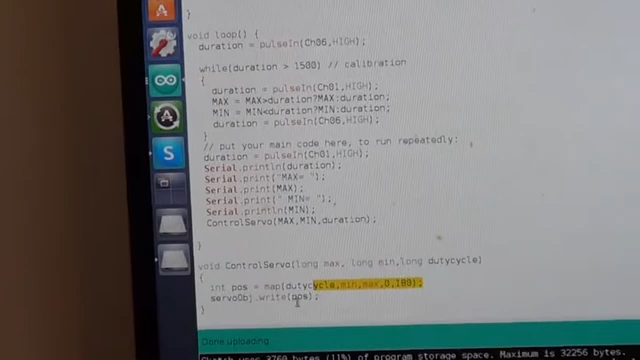 }
void loop() {
duration = pulseIn(Ch06,HIGH);
while(duration > 1500) // calibration
{
duration = pulseIn(Ch01,HIGH);
MAX = MAX>duration?MAX:duration;
MIN = MIN<duration?MIN:duration;
duration = pulseIn(Ch06,HIGH);
}
// put your main code here, to run repeatedly:
duration = pulseIn(Ch01,HIGH);
Serial.println(duration);
Serial.print("MAX= ");
Serial.print(MAX);
Serial.print(" MIN= ");
Serial.println(MIN);
ControlServo(MAX,MIN,duration);
}
void ControlServo(long max, long min,long dutycycle)
{
int pos = map(dutycycle,min,max,0,180);
servoObj.write(pos);
}
Done uploading
Sketch uses 3760 bytes (11%) of program storage space. Maximum is 32256 bytes.